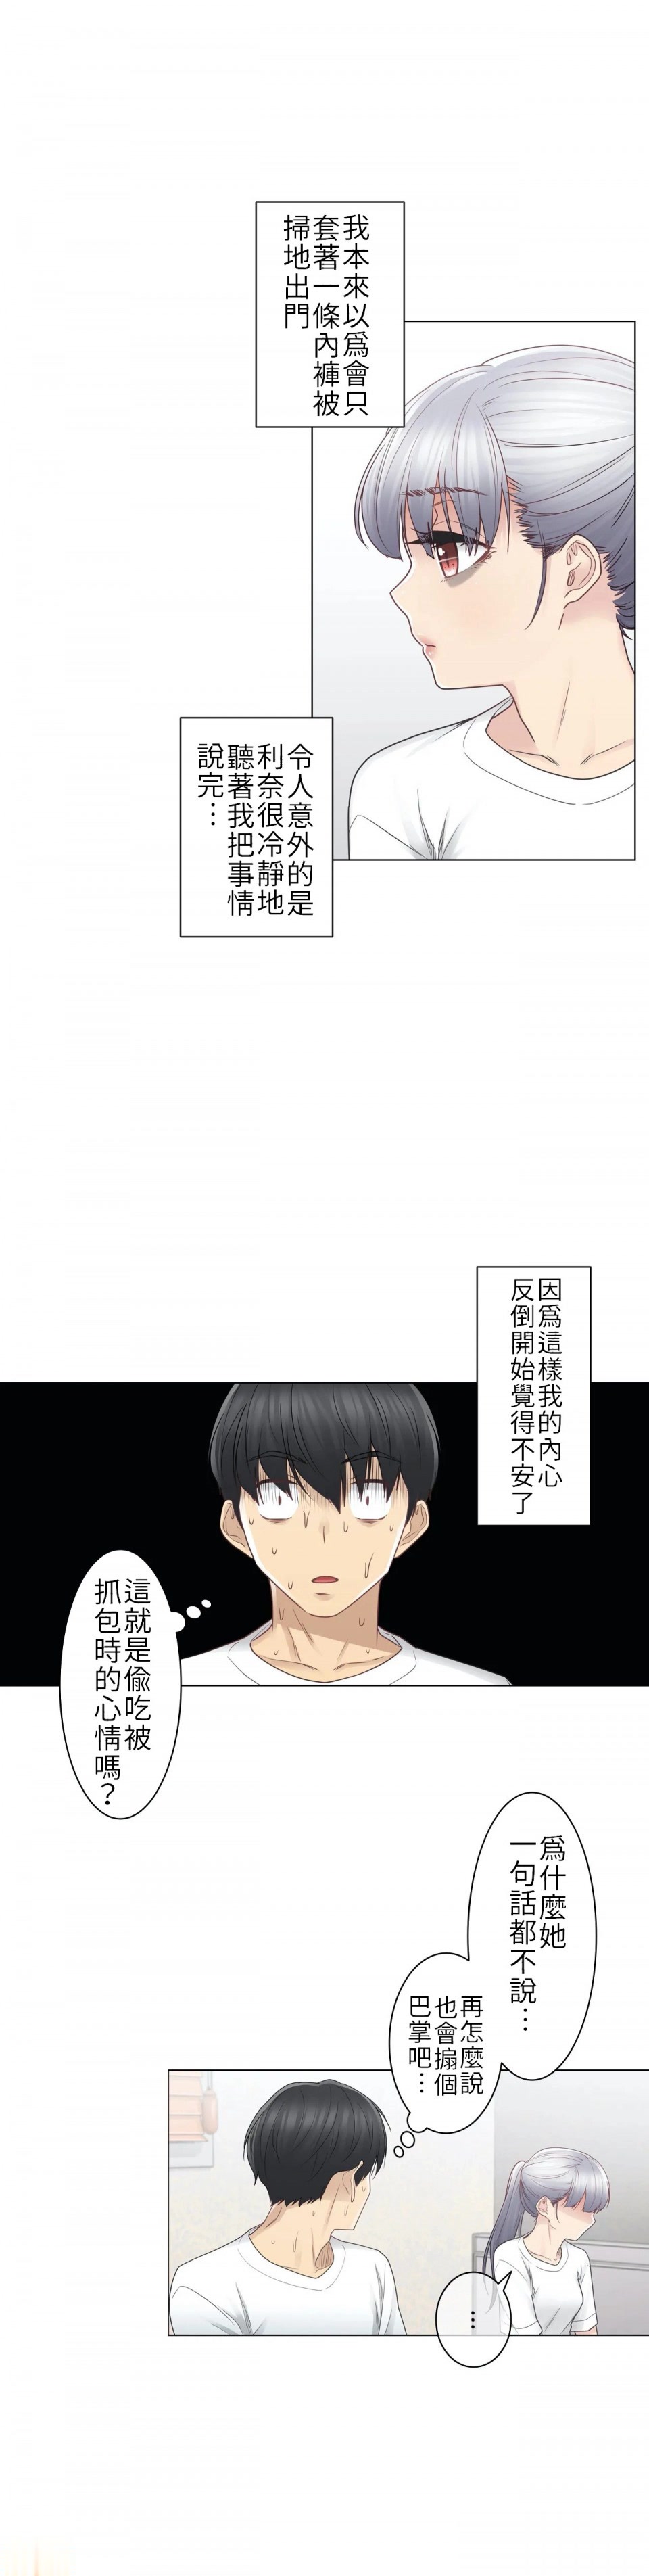 我本來以爲會只
套著一條內褲被
掃地出門
令人意外的是
利奈很冷靜地
聽著我把事情
說完…
因爲這樣我的內心
反倒開始覺得不安了
這就是偸吃被
抓包時的心情嗎？
爲什麼她
一句話都不說…
再怎麼說
也會搧個
巴掌吧…
…